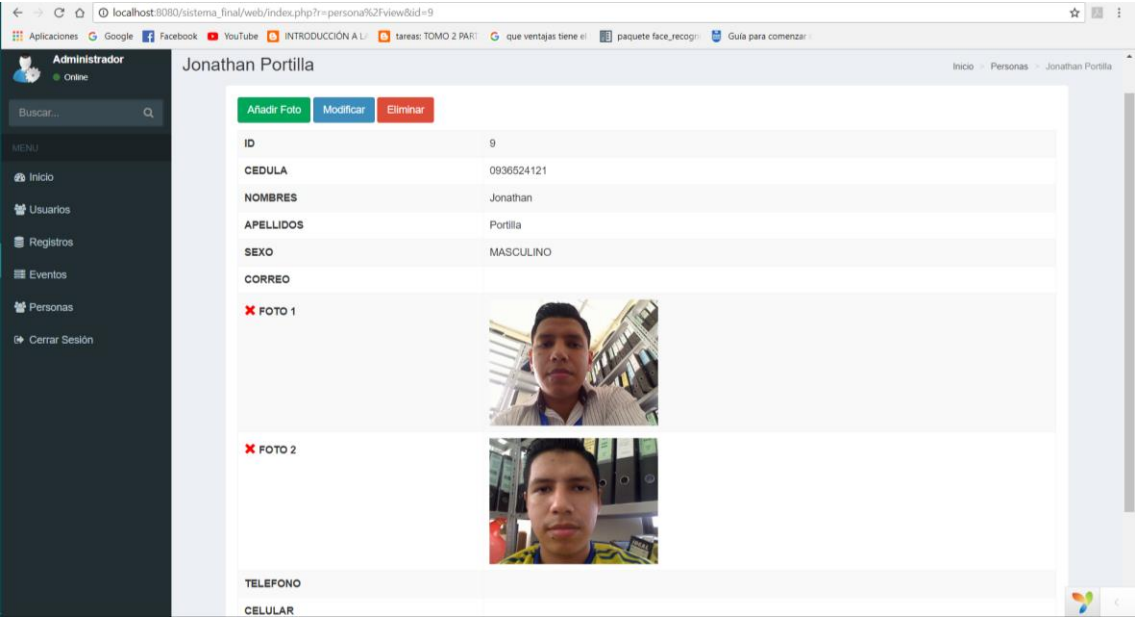 localhost:8080/sistema_final/web/index.php?r=persona%2Fview&id=9
Aplicaciones Google Facebook YouTube INTRODUCCIÓN A L tareas: TOMO 2 PART que ventajas tiene el paquete face_recogn Guía para comenzar
Administrador
Online
Jonathan Portilla
Inicio > Personas > Jonathan Portilla
Buscar...
MENU
Inicio
Usuarios
Registros
Eventos
Personas
Cerrar Sesión
Añadir Foto Modificar Eliminar
ID 9
CEDULA 0936524121
NOMBRES Jonathan
APELLIDOS Portilla
SEXO MASCULINO
CORREO
FOTO 1
FOTO 2
TELEFONO
CELULAR